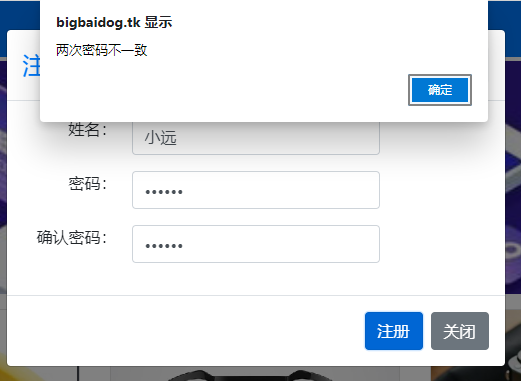 bigbaidog.tk 显示
两次密码不一致
确定
注
姓名：
小远
密码：
••••••
确认密码：
••••••
注册
关闭